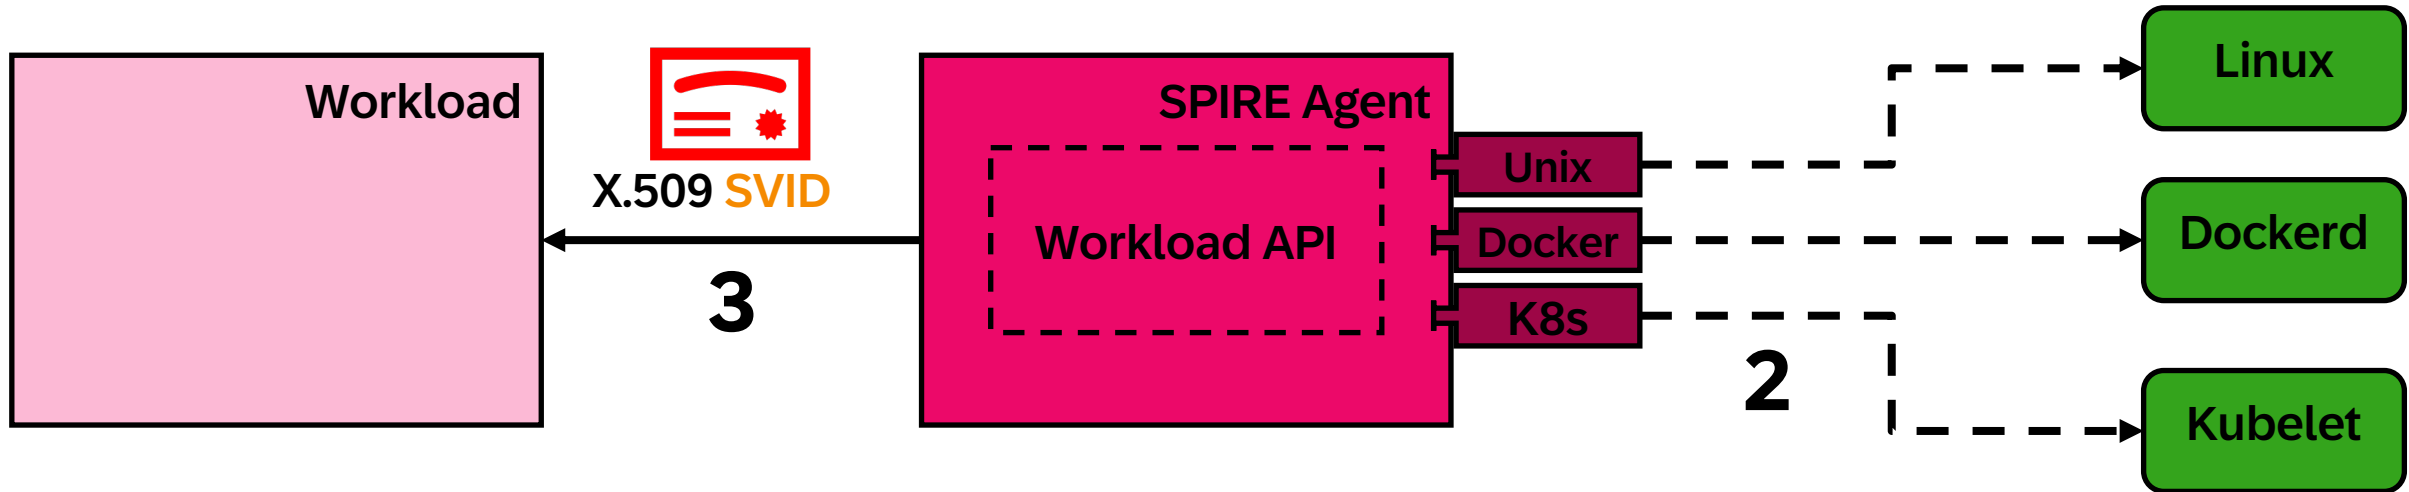 Workload
X.509 SVID
3
SPIRE Agent
Workload API
Unix
Docker
K8s
2
Linux
Dockerd
Kubelet